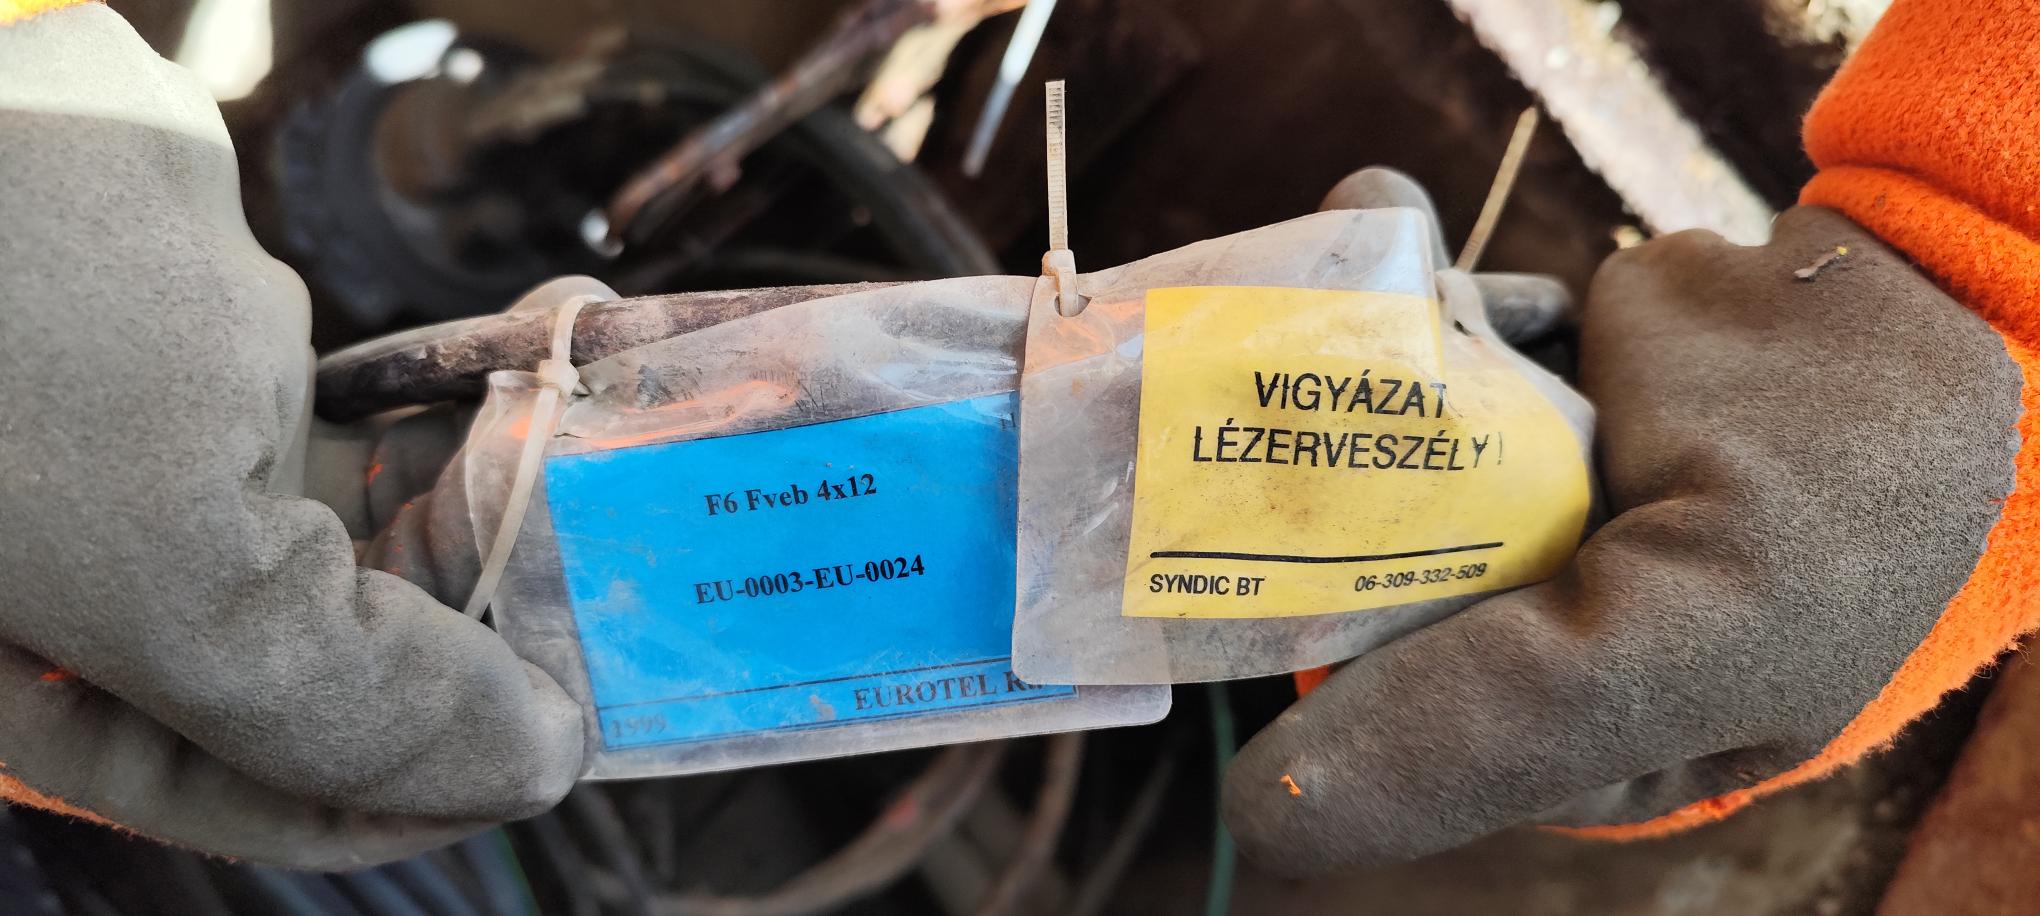 F6 Fveb 4x12
EU-0003-EU-0024
EUROTEL
1999
VIGYÁZAT
LÉZERVESZÉLY!
SYNDIC BT 06-309-332-509